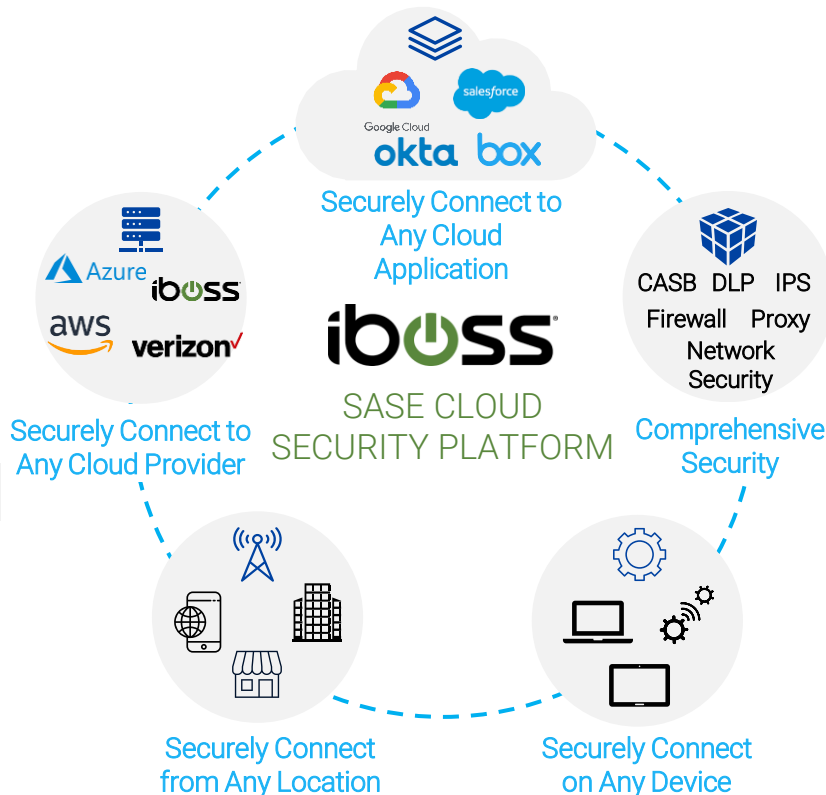 Google Cloud
salesforce
okta box
Securely Connect to
Any Cloud
Application
Azure
iboss
aws
verizon
Securely Connect to
Any Cloud Provider
iboss
SASE CLOUD
SECURITY PLATFORM
CASB DLP IPS
Firewall Proxy
Network
Security
Comprehensive
Security
Securely Connect
from Any Location
Securely Connect
on Any Device